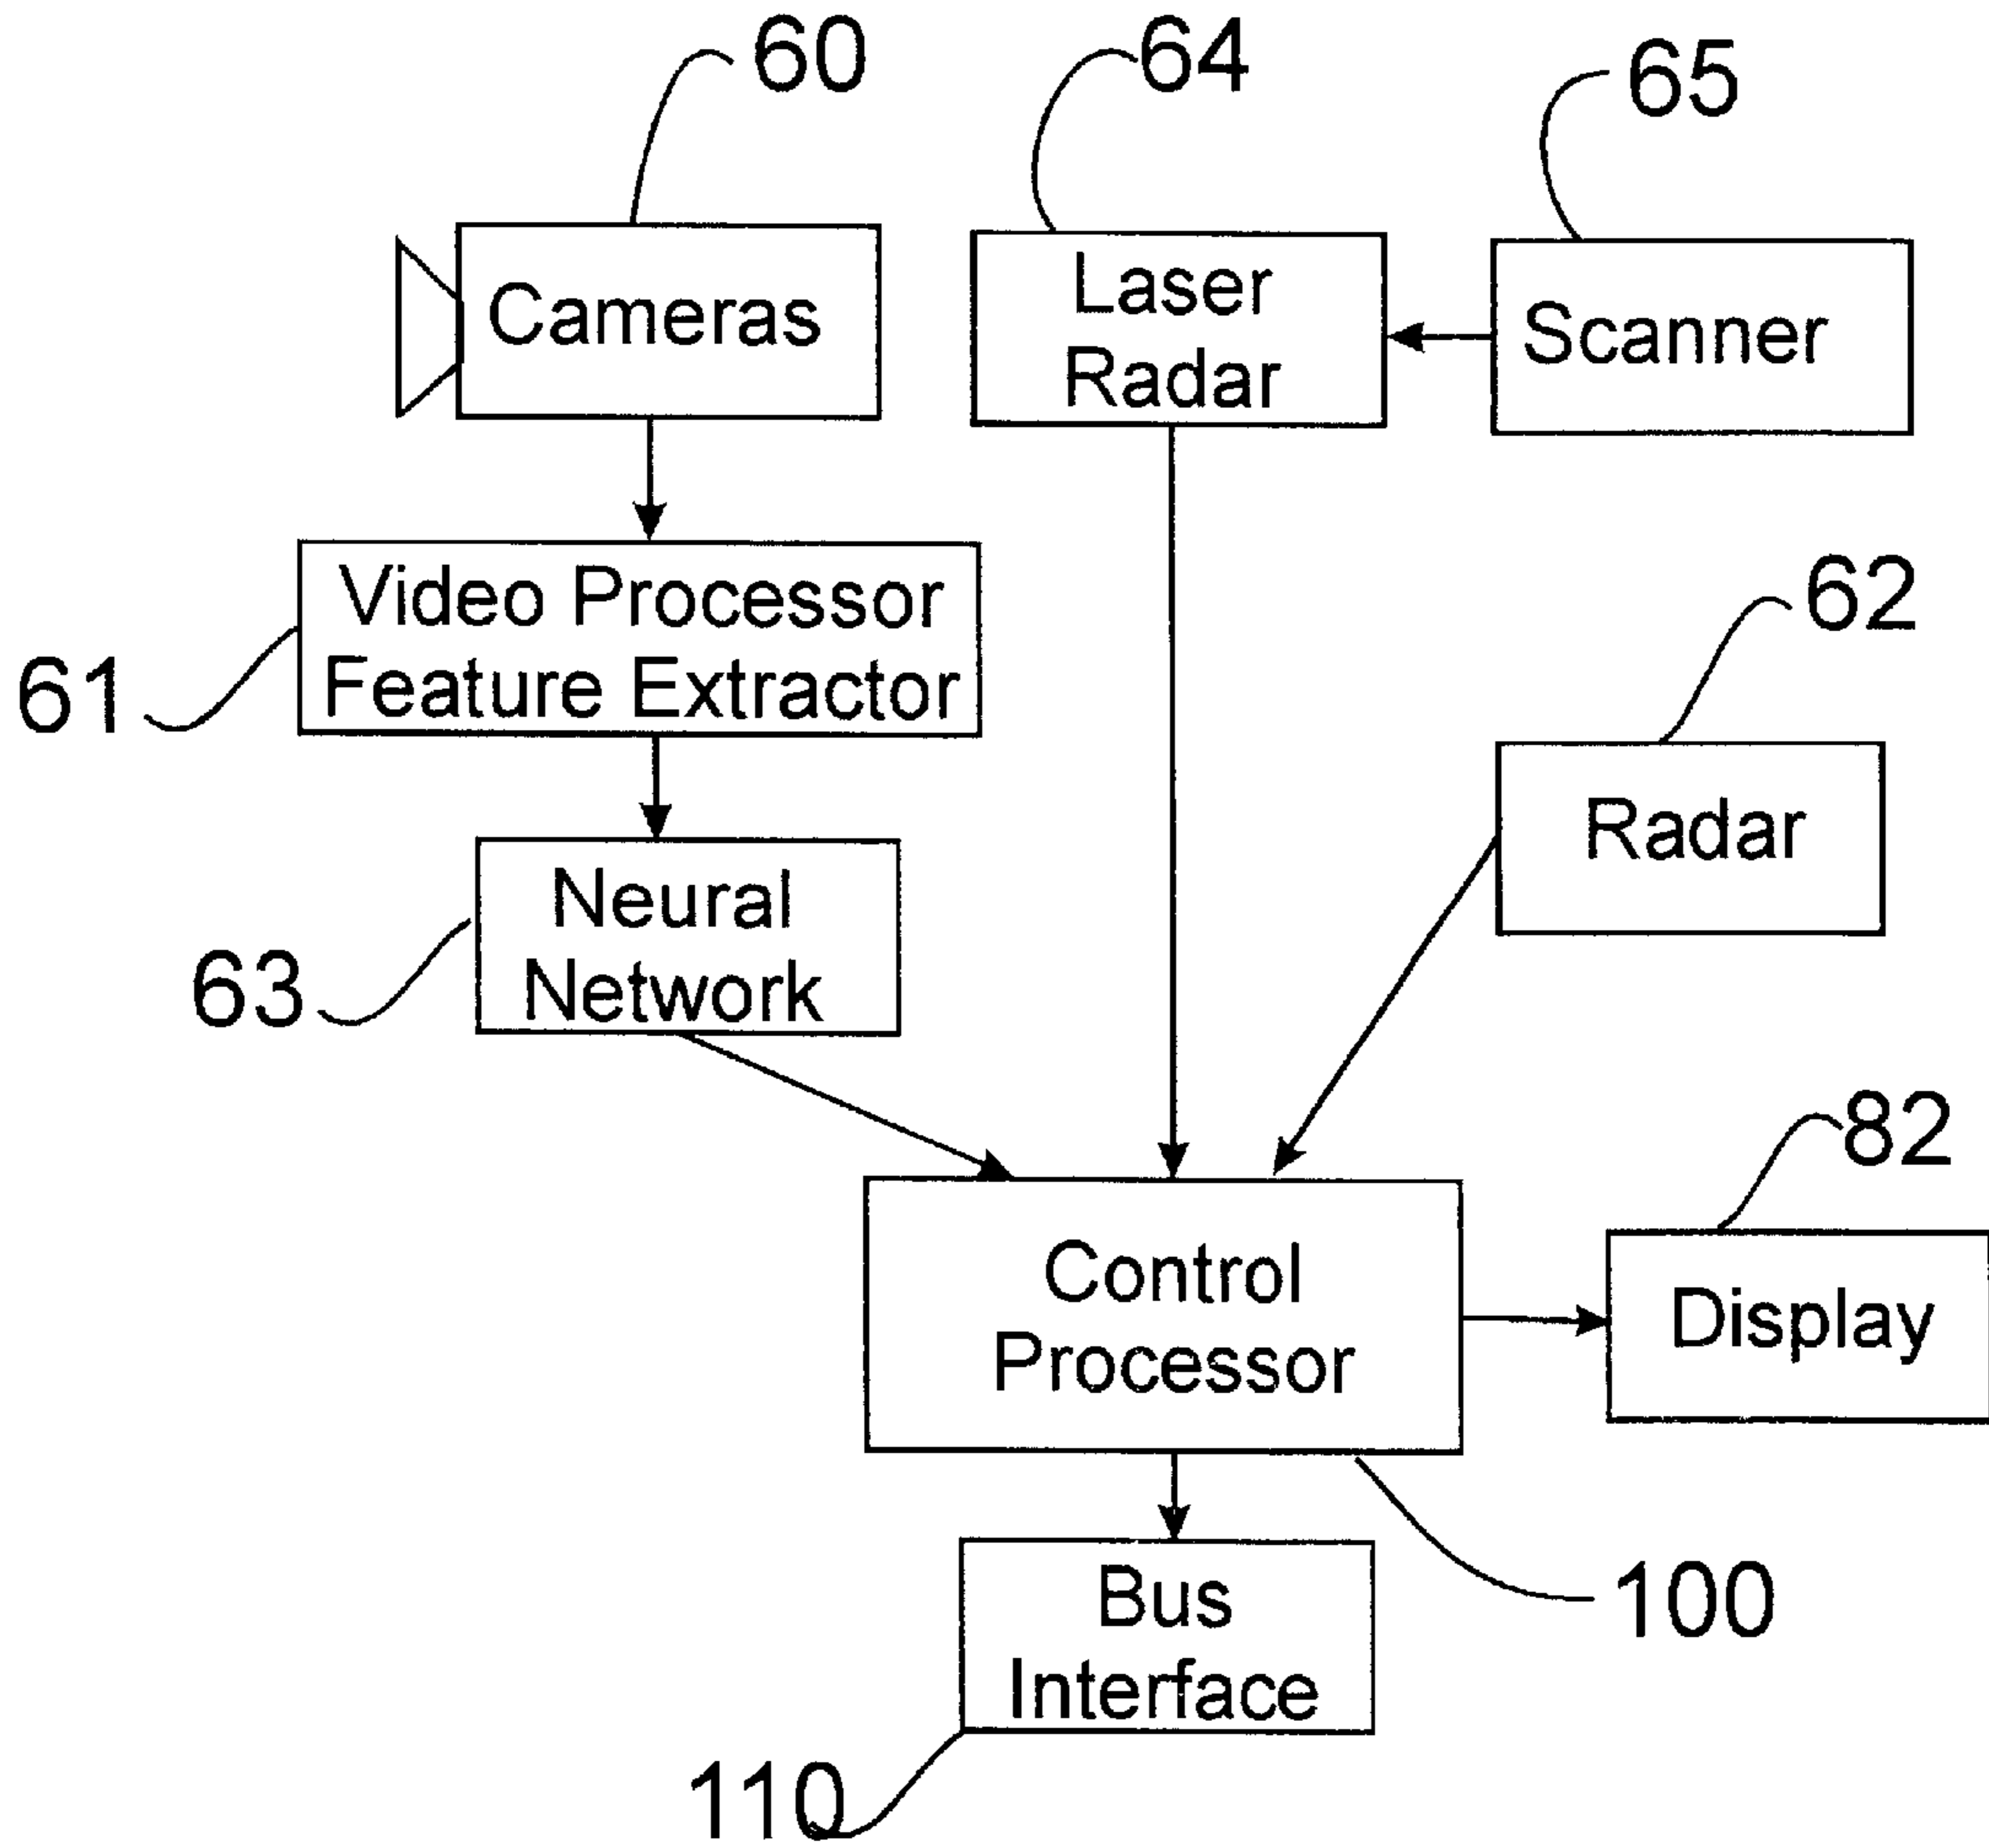 60
64
65
Cameras
Laser
Radar
Scanner
Video Processor
Feature Extractor
61
62
Radar
Neural
Network
63
82
Control
Processor
Display
100
Bus
Interface
110